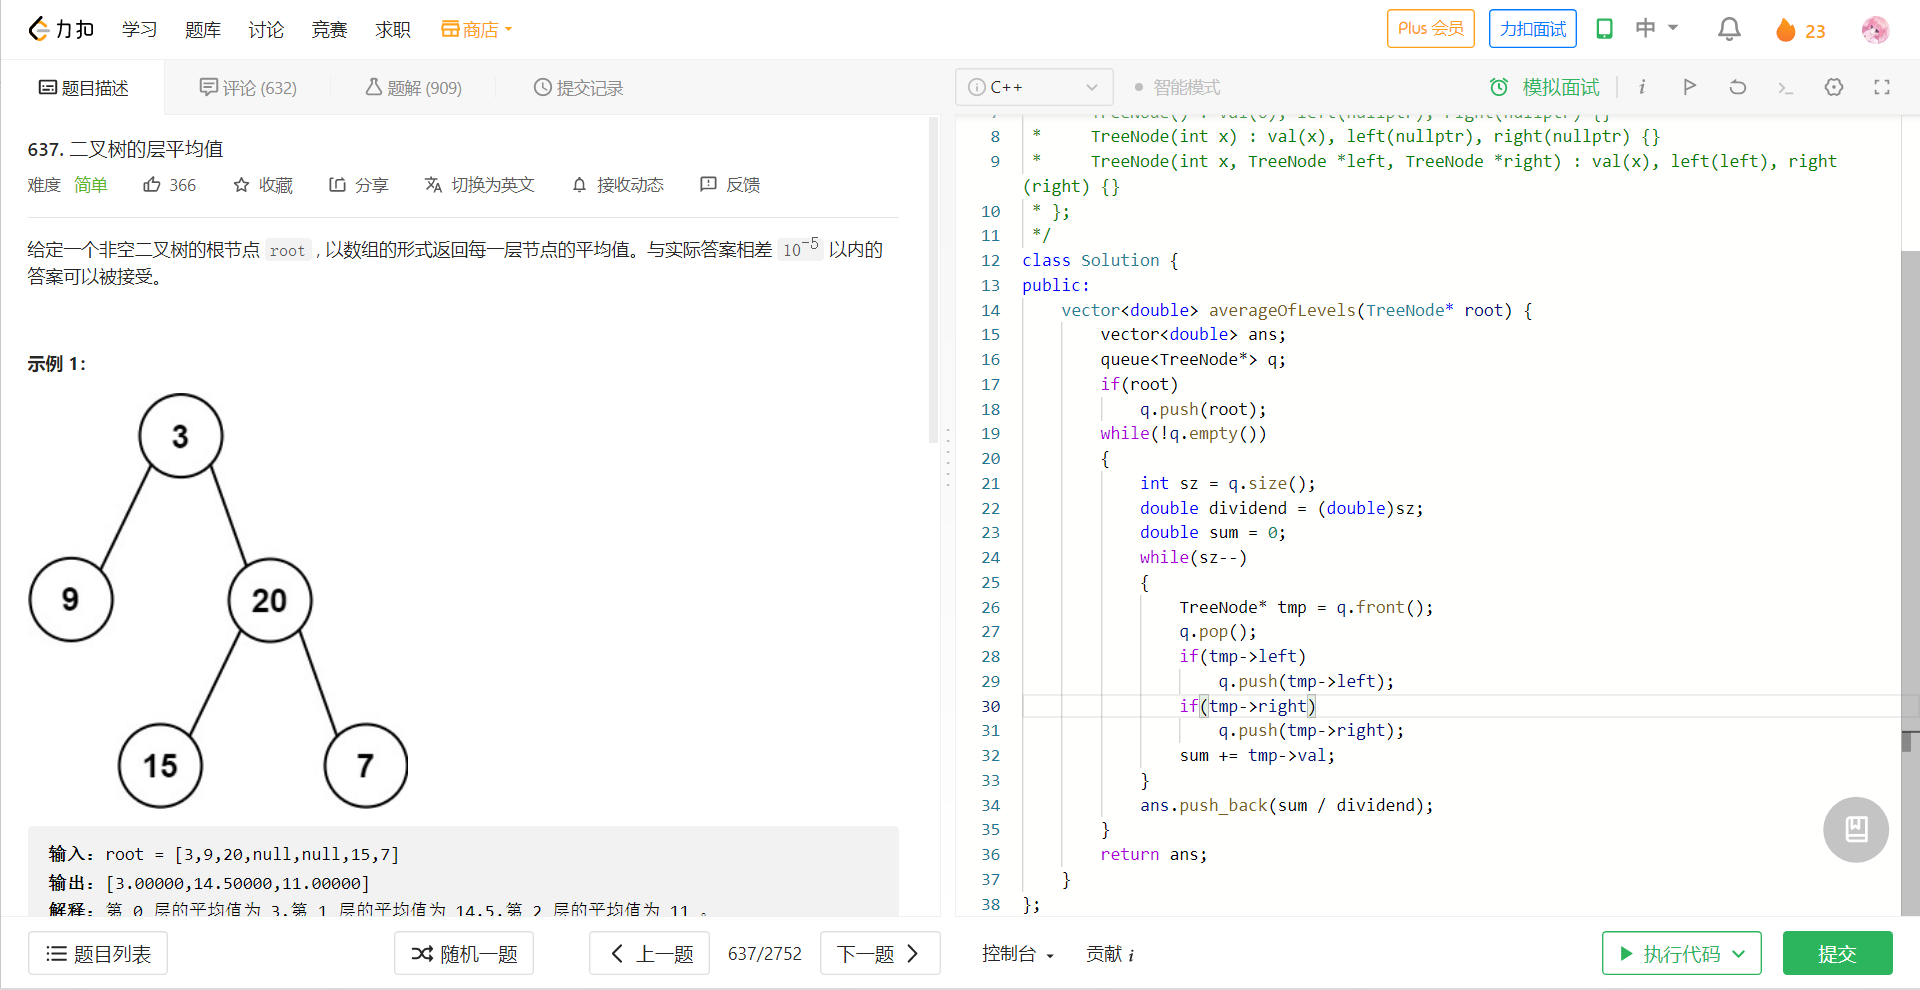 力扣 学习 题库 讨论 竞赛 求职 商店 Plus 会员 力扣面试 中 23
题目描述 评论 (632) 题解 (909) 提交记录
C++ 智能模式 模拟面试
637. 二叉树的层平均值
难度 简单 366 收藏 分享 切换为英文 接收动态 反馈
给定一个非空二叉树的根节点 root , 以数组的形式返回每一层节点的平均值。与实际答案相差 10−5 以内的
答案可以被接受。
示例 1：
3
9 20
15 7
输入：root = [3,9,20,null,null,15,7]
输出：[3.00000,14.50000,11.00000]
解释：第 0 层的平均值为 3,第 1 层的平均值为 14.5,第 2 层的平均值为 11 。
7 * TreeNode() : val(0), left(nullptr), right(nullptr) {}
8 * TreeNode(int x) : val(x), left(nullptr), right(nullptr) {}
9 * TreeNode(int x, TreeNode *left, TreeNode *right) : val(x), left(left), right
(right) {}
10 * };
11 */
12 class Solution {
13 public:
14 vector<double> averageOfLevels(TreeNode* root) {
15 vector<double> ans;
16 queue<TreeNode*> q;
17 if(root)
18 q.push(root);
19 while(!q.empty())
20 {
21 int sz = q.size();
22 double dividend = (double)sz;
23 double sum = 0;
24 while(sz--)
25 {
26 TreeNode* tmp = q.front();
27 q.pop();
28 if(tmp->left)
29 q.push(tmp->left);
30 if(tmp->right)
31 q.push(tmp->right);
32 sum += tmp->val;
33 }
34 ans.push_back(sum / dividend);
35 }
36 return ans;
37 }
38 };
题目列表 随机一题 上一题 637/2752 下一题 控制台 贡献 i 执行代码 提交